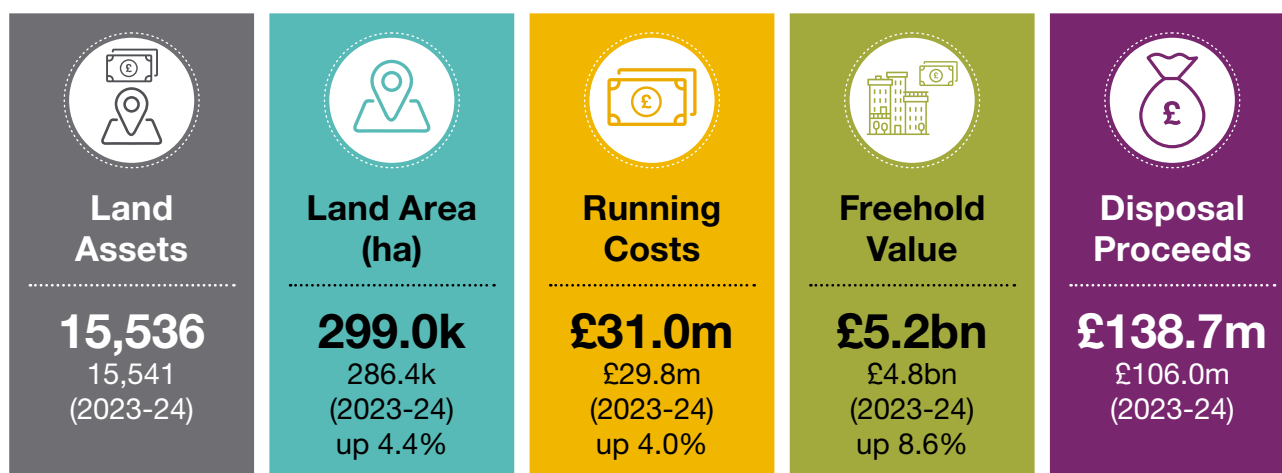 £
Land
Assets
15,536
15,541
(2023-24)
Land Area
(ha)
299.0k
286.4k
(2023-24)
up 4.4%
£
Running
Costs
£31.0m
£29.8m
(2023-24)
up 4.0%
£
Freehold
Value
£5.2bn
£4.8bn
(2023-24)
up 8.6%
£
Disposal
Proceeds
£138.7m
£106.0m
(2023-24)